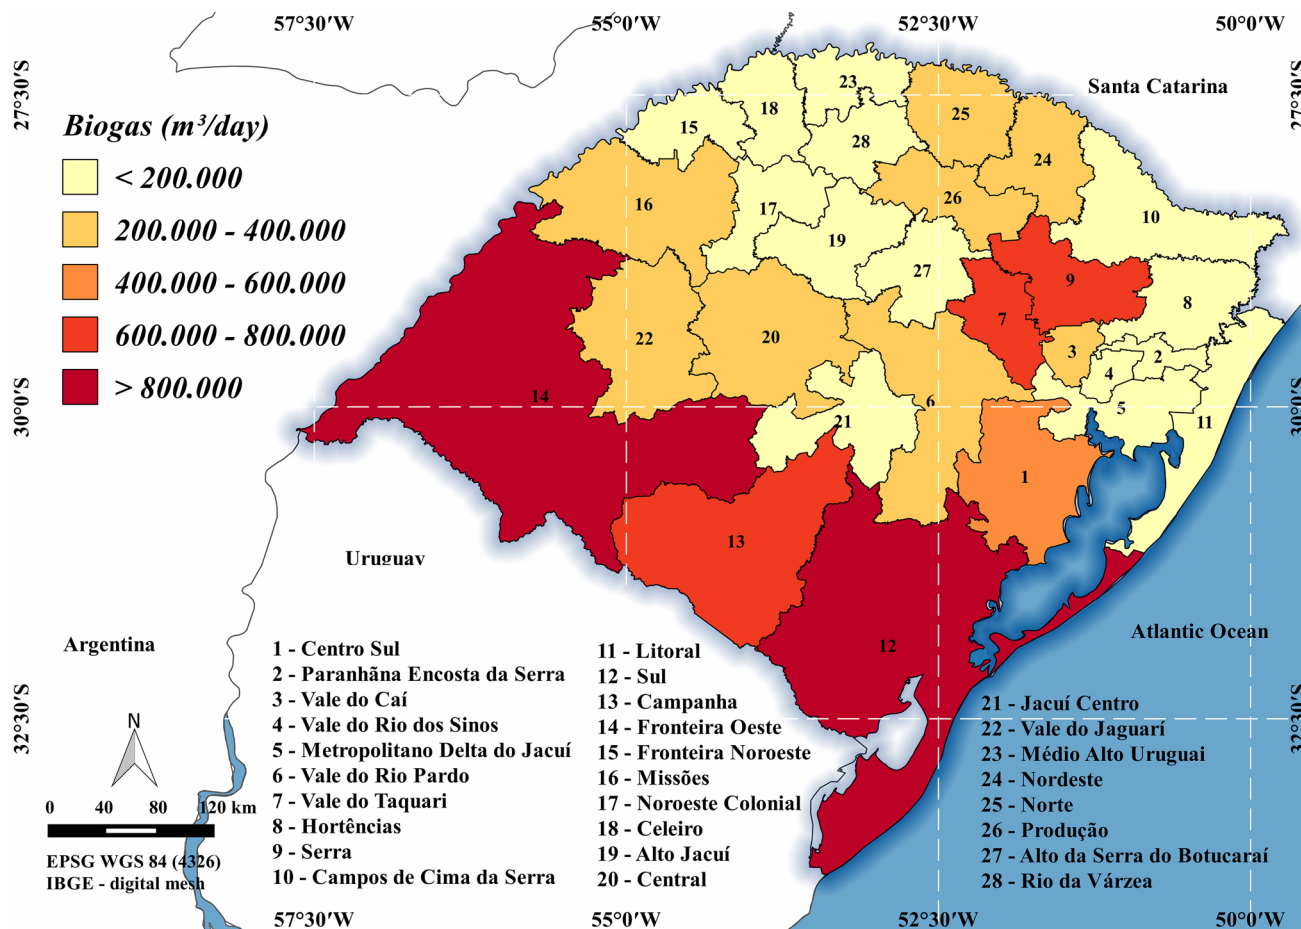 57°30'W 55°0'W 52°30'W 50°0'W
27°30'S
27°30'S
Santa Catarina
Biogas (m³/day)
< 200.000
200.000 - 400.000
400.000 - 600.000
600.000 - 800.000
> 800.000
23
18
25
15
28
24
16
26
17
10
19
27
9
8
7
22
20
3
2
4
14
6
5
21
11
30°0'S
30°0'S
1
13
12
Uruguay
Argentina
Atlantic Ocean
32°30'S
32°30'S
N
0 40 80 120 km
EPSG WGS 84 (4326)
IBGE - digital mesh
1 - Centro Sul
2 - Paranhãna Encosta da Serra
3 - Vale do Caí
4 - Vale do Rio dos Sinos
5 - Metropolitano Delta do Jacuí
6 - Vale do Rio Pardo
7 - Vale do Taquari
8 - Hortências
9 - Serra
10 - Campos de Cima da Serra
11 - Litoral
12 - Sul
13 - Campanha
14 - Fronteira Oeste
15 - Fronteira Noroeste
16 - Missões
17 - Noroeste Colonial
18 - Celeiro
19 - Alto Jacuí
20 - Central
21 - Jacuí Centro
22 - Vale do Jaguarí
23 - Médio Alto Uruguai
24 - Nordeste
25 - Norte
26 - Produção
27 - Alto da Serra do Botucaraí
28 - Rio da Várzea
57°30'W 55°0'W 52°30'W 50°0'W